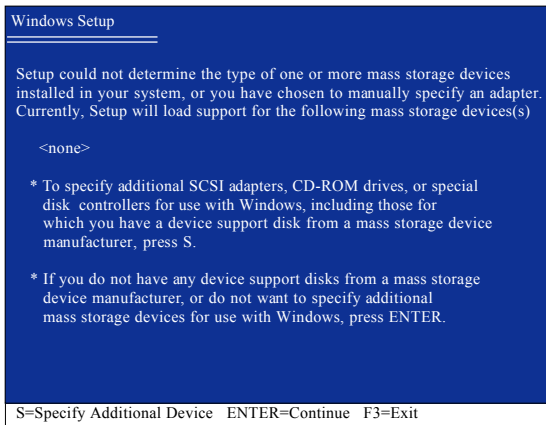 Windows Setup
Setup could not determine the type of one or more mass storage devices
installed in your system, or you have chosen to manually specify an adapter.
Currently, Setup will load support for the following mass storage devices(s)
<none>
* To specify additional SCSI adapters, CD-ROM drives, or special
disk controllers for use with Windows, including those for
which you have a device support disk from a mass storage device
manufacturer, press S.
* If you do not have any device support disks from a mass storage
device manufacturer, or do not want to specify additional
mass storage devices for use with Windows, press ENTER.
S=Specify Additional Device ENTER=Continue F3=Exit